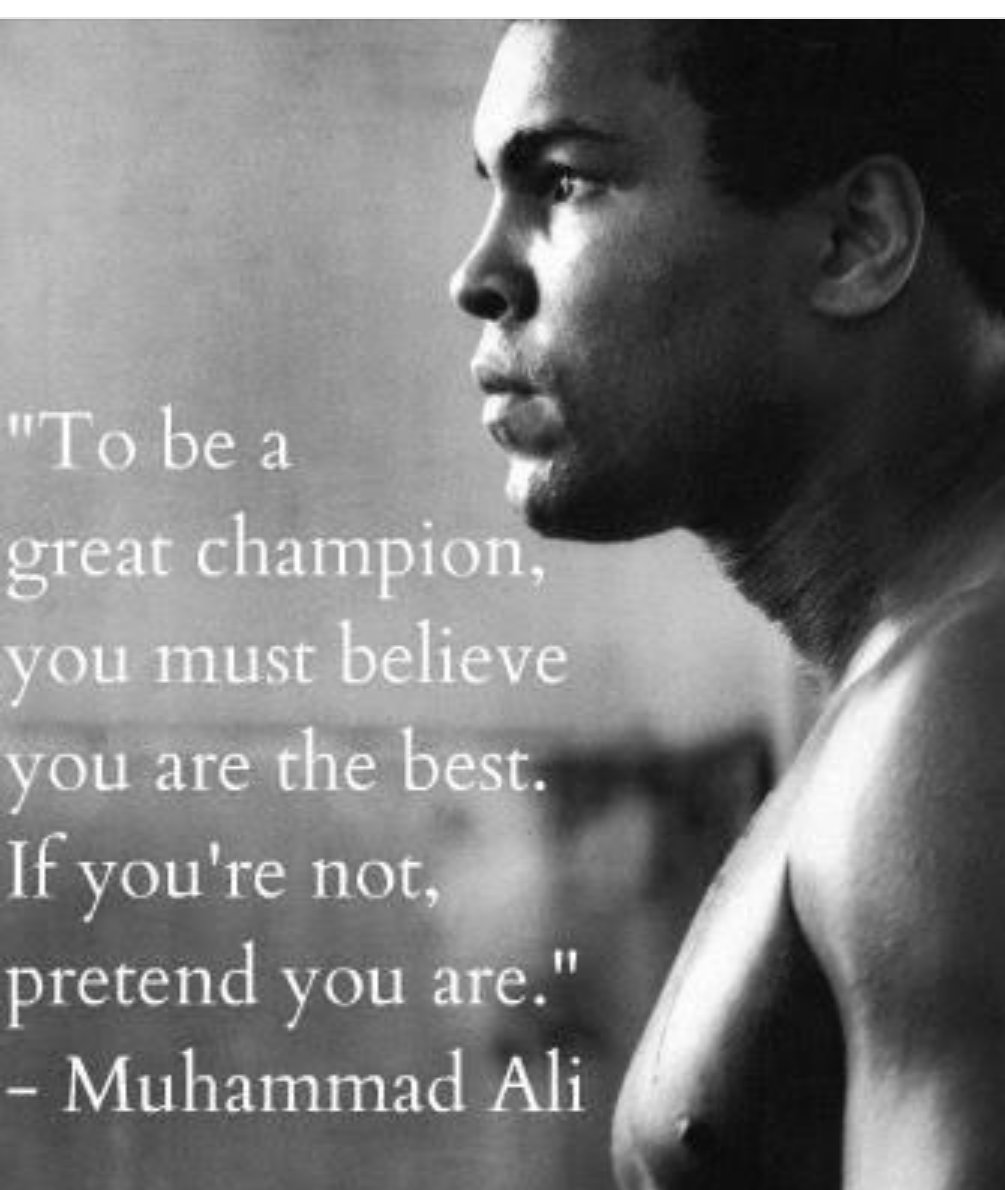 "To be a
great champion,
you must believe
you are the best.
If you're not,
pretend you are."
- Muhammad Ali